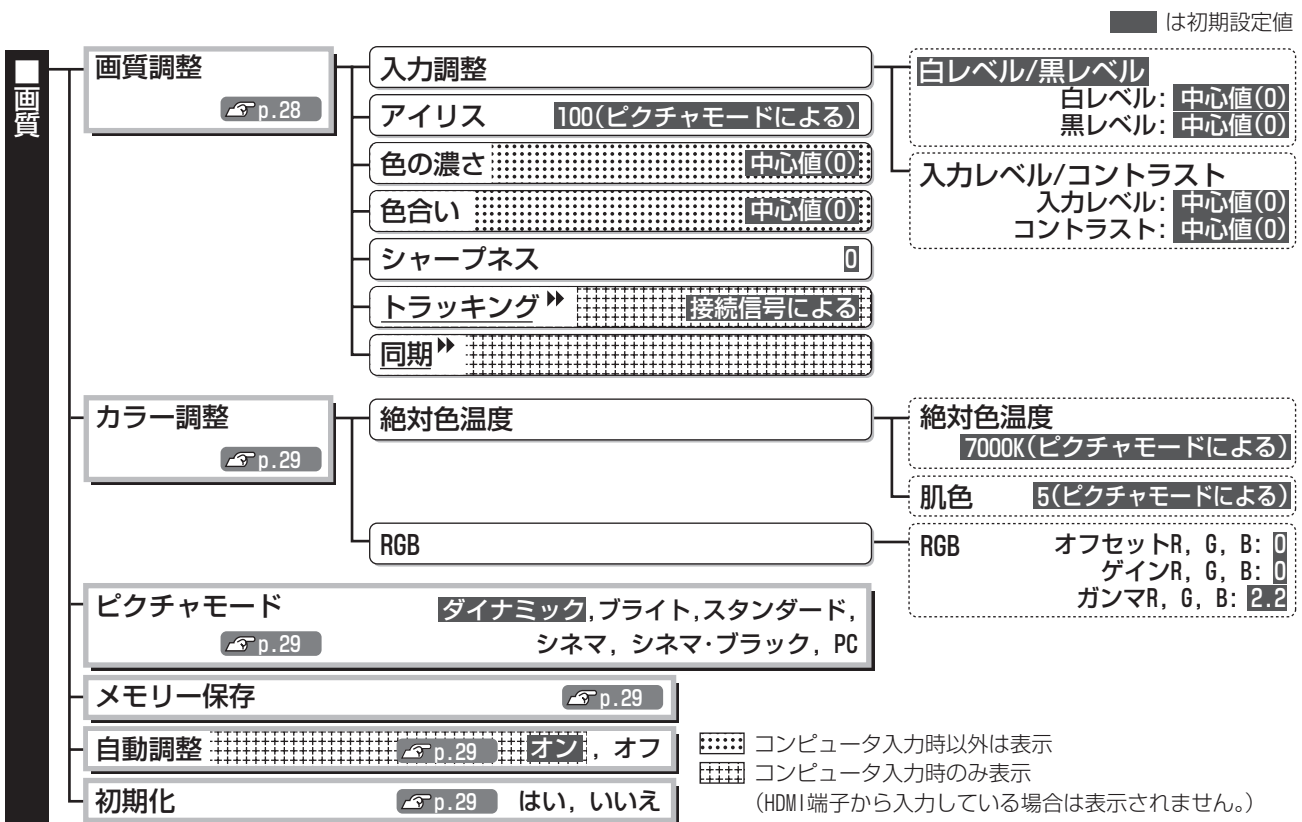 は初期設定値
■画質
画質調整
p.28
入力調整
白レベル/黒レベル
白レベル: 中心値(0)
黒レベル: 中心値(0)
入力レベル/コントラスト
入力レベル: 中心値(0)
コントラスト: 中心値(0)
アイリス 100(ピクチャモードによる)
色の濃さ 中心値(0)
色合い 中心値(0)
シャープネス 0
トラッキング 接続信号による
同期
カラー調整
p.29
絶対色温度
絶対色温度
7000K(ピクチャモードによる)
肌色 5(ピクチャモードによる)
RGB
RGB オフセットR, G, B: 0
ゲインR, G, B: 0
ガンマR, G, B: 2.2
ピクチャモード ダイナミック,ブライト,スタンダード,
p.29 シネマ, シネマ・ブラック, PC
メモリー保存 p.29
自動調整 p.29 オン, オフ
初期化 p.29 はい, いいえ
コンピュータ入力時以外は表示
コンピュータ入力時のみ表示
(HDMI端子から入力している場合は表示されません。)